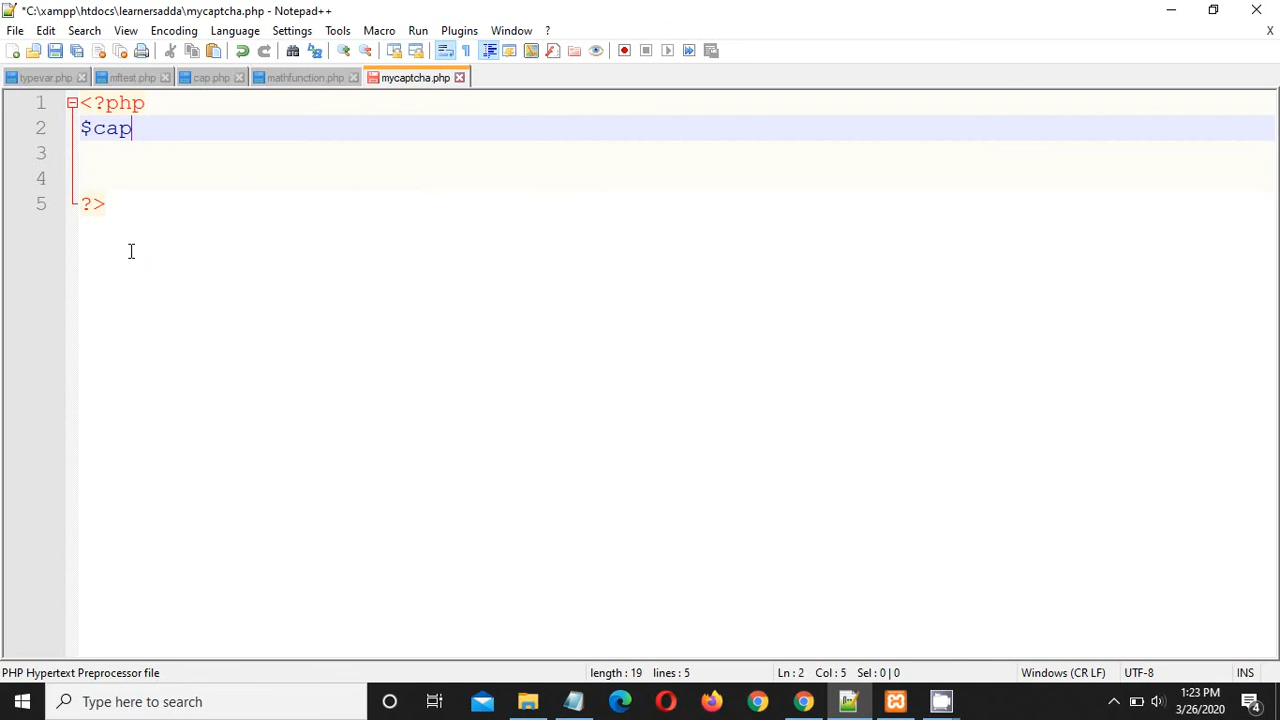 *C:\xampp\htdocs\learnersadda\mycaptcha.php - Notepad++
File Edit Search View Encoding Language Settings Tools Macro Run Plugins Window ? X
typevar.php mftest.php cap.php mathfunction.php mycaptcha.php
1 <?php
2 $cap
3
4
5 ?>
PHP Hypertext Preprocessor file length : 19 lines : 5 Ln : 2 Col : 5 Sel : 0 | 0 Windows (CR LF) UTF-8 INS
Type here to search
1:23 PM
3/26/2020
4